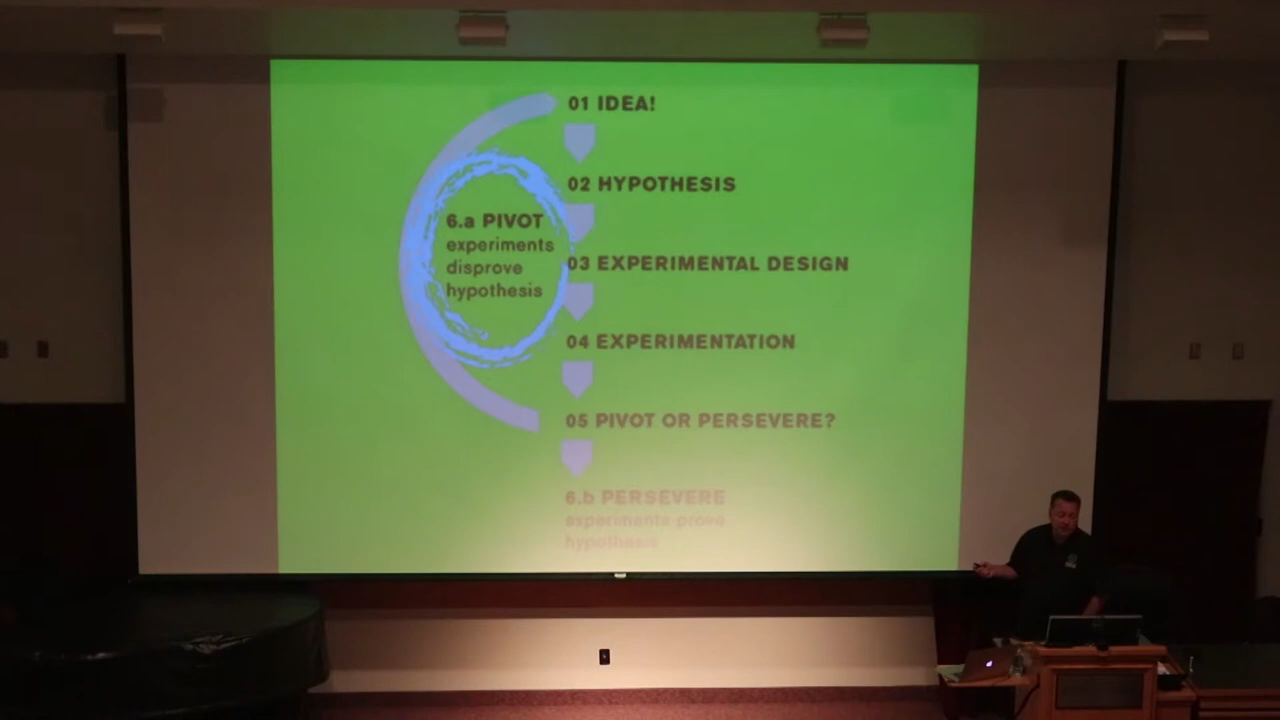 01 IDEA!
02 HYPOTHESIS
6.a PIVOT
experiments
disprove
hypothesis
03 EXPERIMENTAL DESIGN
04 EXPERIMENTATION
05 PIVOT OR PERSEVERE?
6.b PERSEVERE
experiments prove
hypothesis